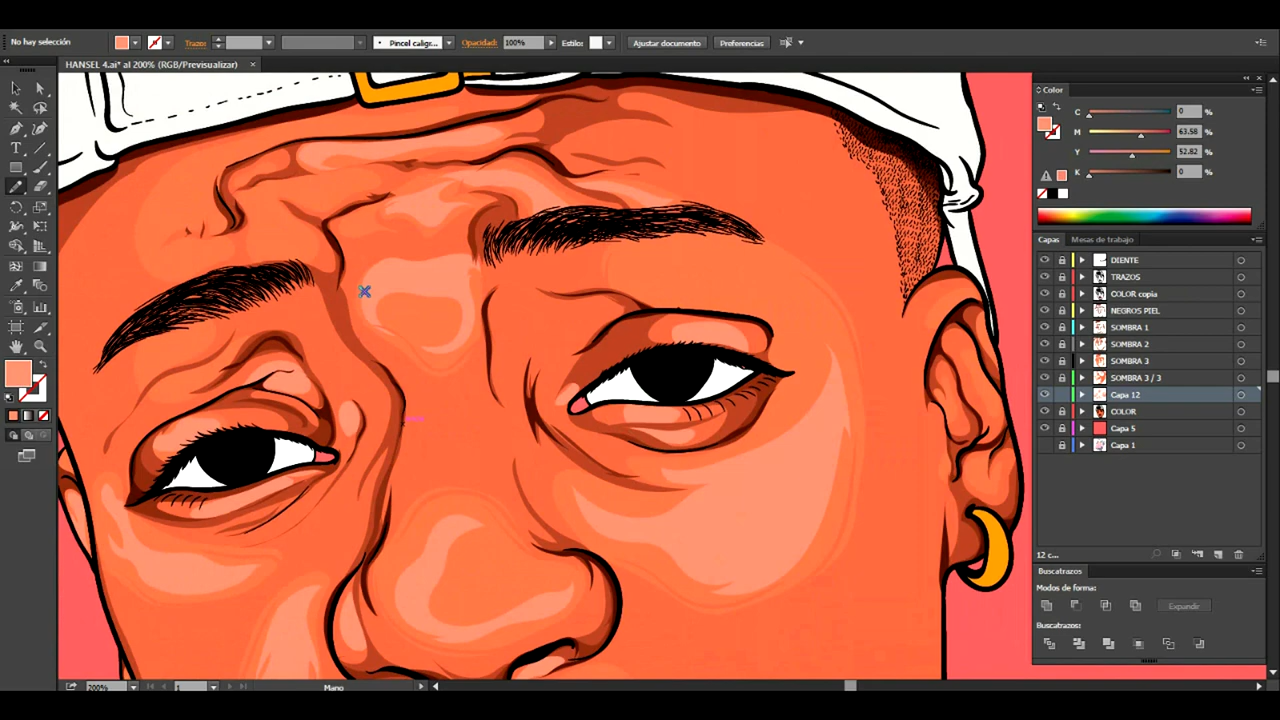 No hay selección Trazo: Pincel caligr... Opacidad: 100% Estilo: Ajustar documento Preferencias
HANSEL 4.ai* al 200% (RGB/Previsualizar) ×
Color
C 0 %
M 63.58 %
Y 52.82 %
K 0 %
Capas Mesas de trabajo
DIENTE
TRAZOS
COLOR copia
NEGROS PIEL
SOMBRA 1
SOMBRA 2
SOMBRA 3
SOMBRA 3 / 3
Capa 12
COLOR
Capa 5
Capa 1
12 c...
Buscatrazos
Modos de forma:
Expandir
Buscatrazos:
200% 1 Mano